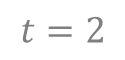 t = 2